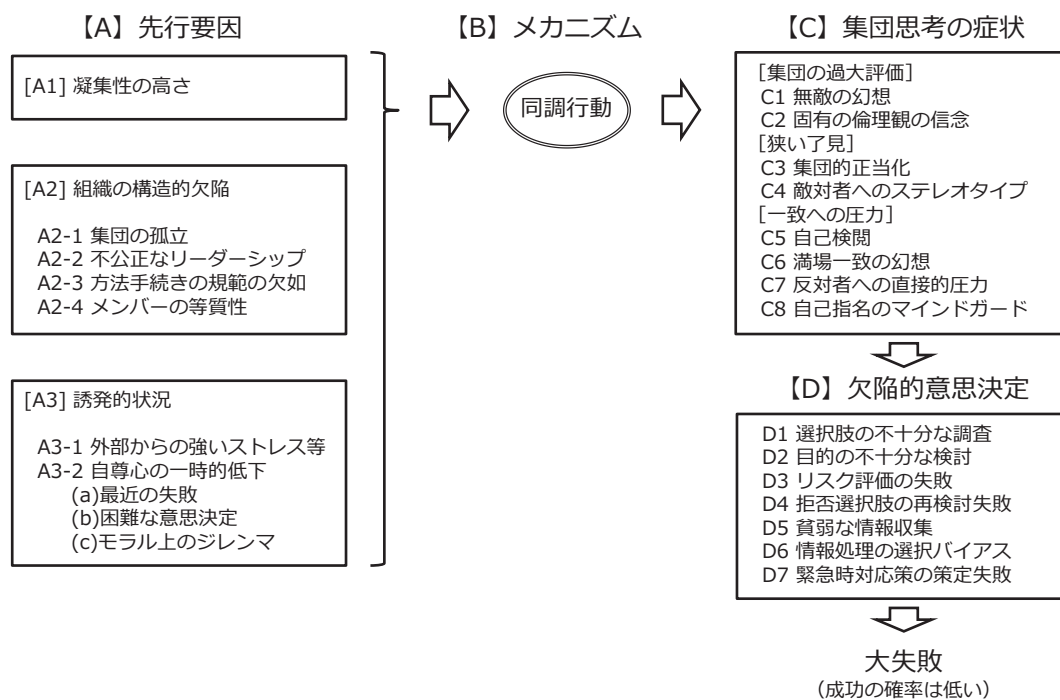 【A】先行要因
[A1] 凝集性の高さ
[A2] 組織の構造的欠陥
A2-1 集団の孤立
A2-2 不公正なリーダーシップ
A2-3 方法手続きの規範の欠如
A2-4 メンバーの等質性
[A3] 誘発的状況
A3-1 外部からの強いストレス等
A3-2 自尊心の一時的低下
(a)最近の失敗
(b)困難な意思決定
(c)モラル上のジレンマ
【B】メカニズム
同調行動
【C】集団思考の症状
[集団の過大評価]
C1 無敵の幻想
C2 固有の倫理観の信念
[狭い了見]
C3 集団的正当化
C4 敵対者へのステレオタイプ
[一致への圧力]
C5 自己検閲
C6 満場一致の幻想
C7 反対者への直接的圧力
C8 自己指名のマインドガード
【D】欠陥的意思決定
D1 選択肢の不十分な調査
D2 目的の不十分な検討
D3 リスク評価の失敗
D4 拒否選択肢の再検討失敗
D5 貧弱な情報収集
D6 情報処理の選択バイアス
D7 緊急時対応策の策定失敗
大失敗
（成功の確率は低い）